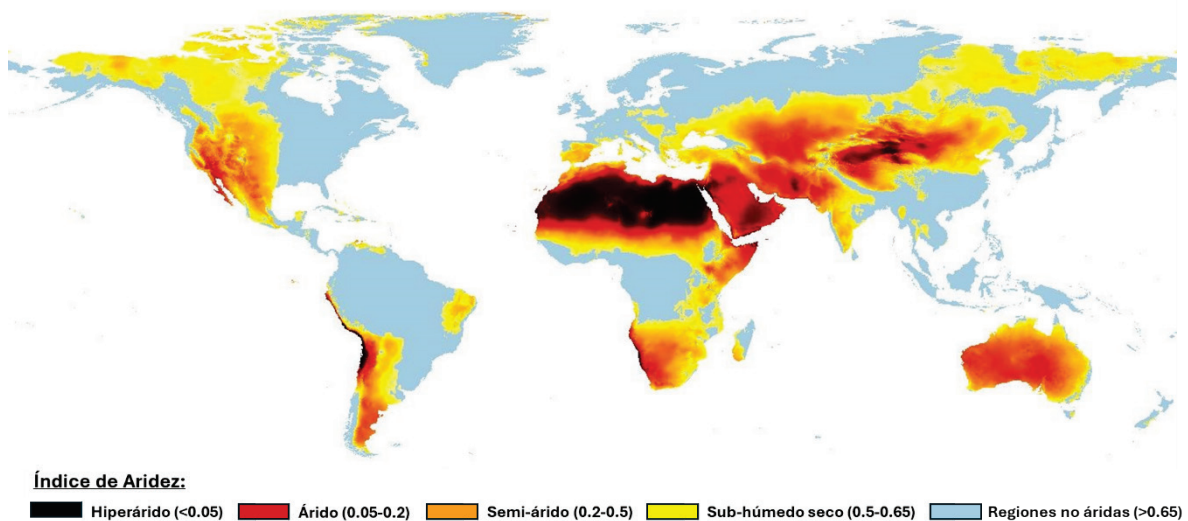 Índice de Aridez:
Hiperárido (<0.05) Árido (0.05-0.2) Semi-árido (0.2-0.5) Sub-húmedo seco (0.5-0.65) Regiones no áridas (>0.65)